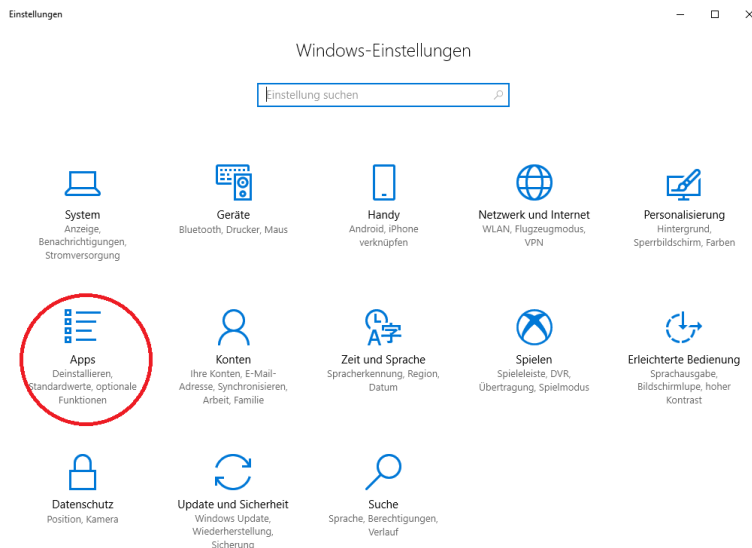 Einstellungen
Windows-Einstellungen
Einstellung suchen
System
Anzeige,
Benachrichtigungen,
Stromversorgung
Geräte
Bluetooth, Drucker, Maus
Handy
Android, iPhone
verknüpfen
Netzwerk und Internet
WLAN, Flugzeugmodus,
VPN
Personalisierung
Hintergrund,
Sperrbildschirm, Farben
Apps
Deinstallieren,
Standardwerte, optionale
Funktionen
Konten
Ihre Konten, E-Mail-
Adresse, Synchronisieren,
Arbeit, Familie
Zeit und Sprache
Spracherkennung, Region,
Datum
Spielen
Spieleleiste, DVR,
Übertragung, Spielmodus
Erleichterte Bedienung
Sprachausgabe,
Bildschirmlupe, hoher
Kontrast
Datenschutz
Position, Kamera
Update und Sicherheit
Windows Update,
Wiederherstellung,
Sicherung
Suche
Sprache, Berechtigungen,
Verlauf